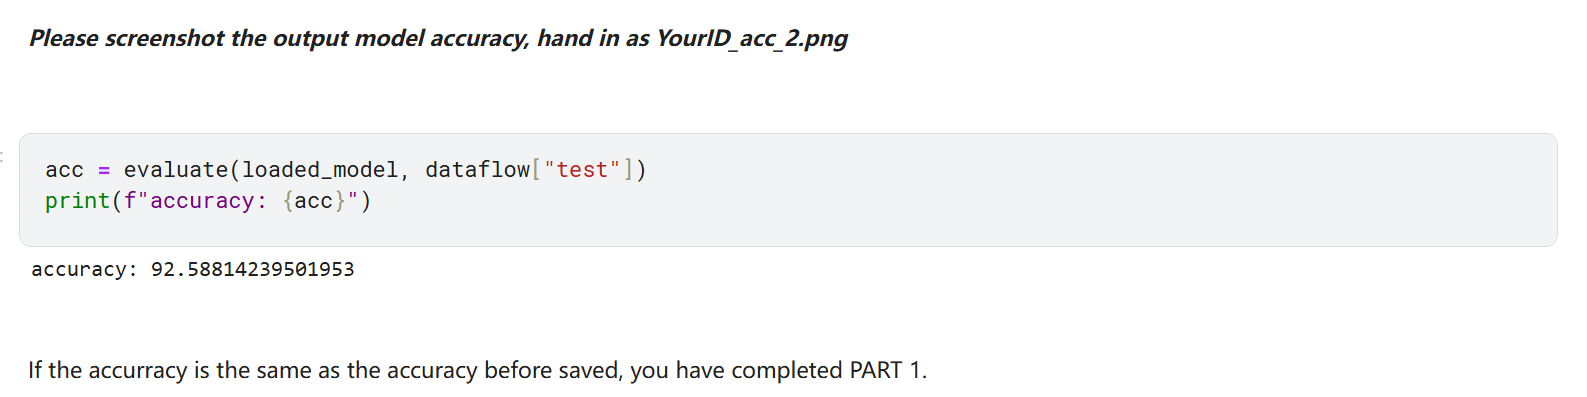 Please screenshot the output model accuracy, hand in as YourID_acc_2.png
acc = evaluate(loaded_model, dataflow["test"])
print(f"accuracy: {acc}")
accuracy: 92.58814239501953
If the accurracy is the same as the accuracy before saved, you have completed PART 1.